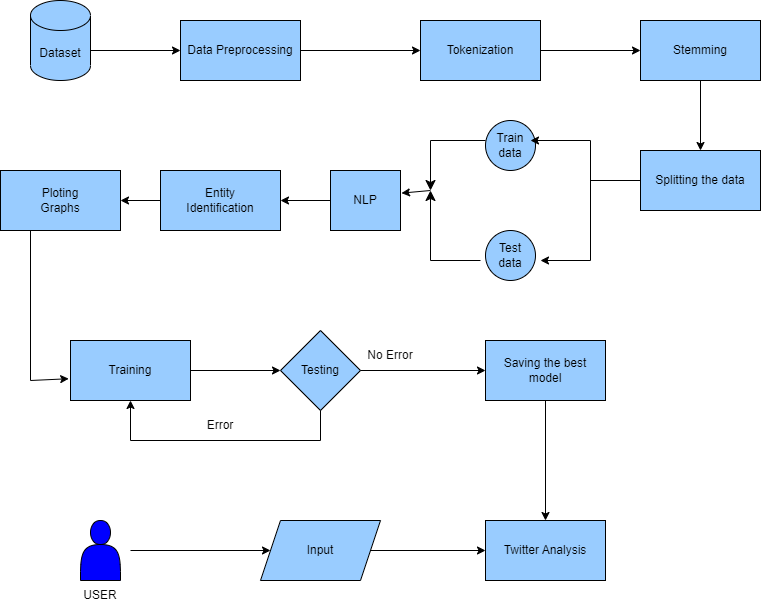 Dataset
Data Preprocessing
Tokenization
Stemming
Train
data
Splitting the data
Ploting
Graphs
Entity
Identification
NLP
Test
data
No Error
Training
Testing
Saving the best
model
Error
Input
Twitter Analysis
USER